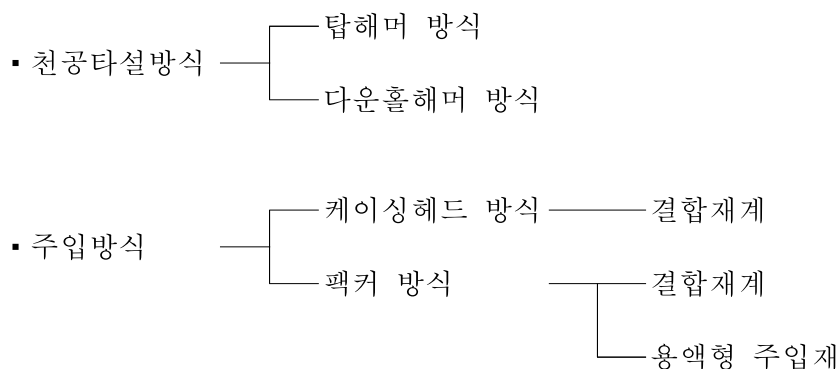 탑해머 방식
▪ 천공타설방식
다운홀해머 방식
케이싱헤드 방식 결합재계
▪ 주입방식
팩커 방식 결합재계
용액형 주입재